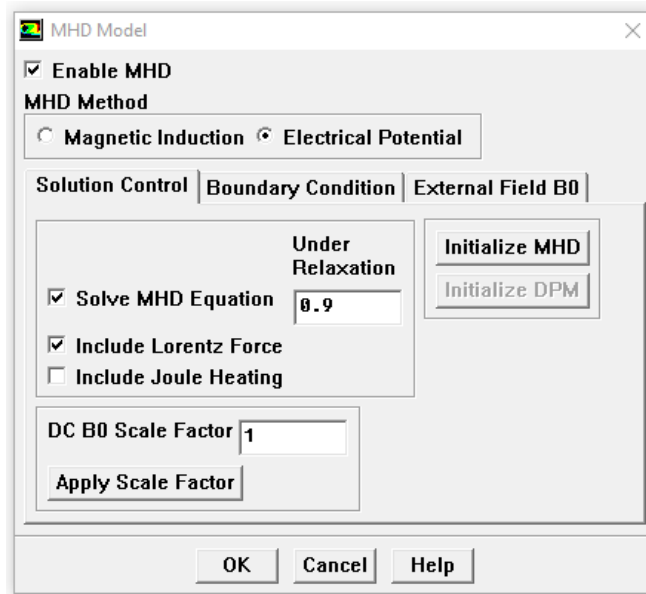 MHD Model
Enable MHD
MHD Method
Magnetic Induction Electrical Potential
Solution Control Boundary Condition External Field B0
Under
Relaxation
Solve MHD Equation 0.9
Include Lorentz Force
Include Joule Heating
Initialize MHD
Initialize DPM
DC B0 Scale Factor 1
Apply Scale Factor
OK Cancel Help